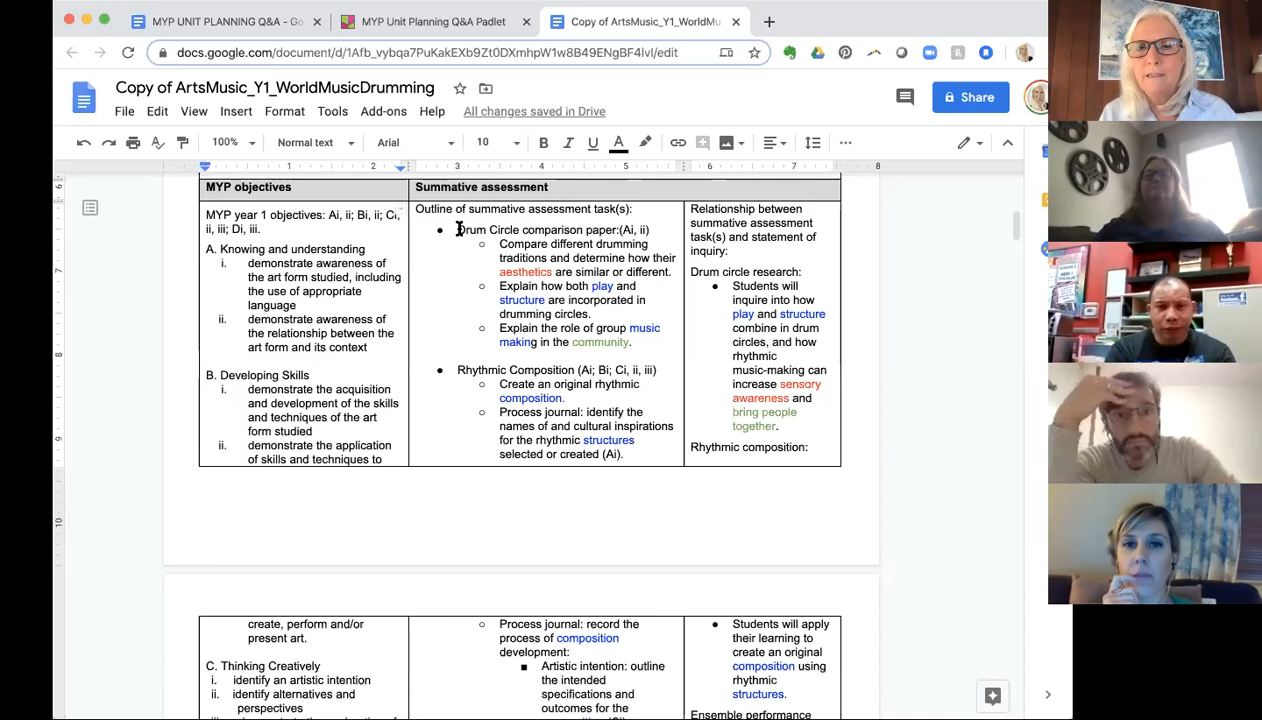 MYP UNIT PLANNING Q&A - Go
MYP Unit Planning Q&A Padlet
Copy of ArtsMusic_Y1_WorldMu
docs.google.com/document/d/1Afb_vybqa7PuKakEXI9Zt0DXmhpW1w8B49ENgBF4lvI/edit
Copy of ArtsMusic_Y1_WorldMusicDrumming
File Edit View Insert Format Tools Add-ons Help All changes saved in Drive
Share
100% Normal text Arial 10
1 2 3 4 5 6 7 8
MYP objectives
MYP year 1 objectives: Ai, ii; Bi, ii; Ci,
ii, iii; Di, iii.
A. Knowing and understanding
i. demonstrate awareness of
the art form studied, including
the use of appropriate
language
ii. demonstrate awareness of
the relationship between the
art form and its context
B. Developing Skills
i. demonstrate the acquisition
and development of the skills
and techniques of the art
form studied
ii. demonstrate the application
of skills and techniques to
Summative assessment
Outline of summative assessment task(s):
● Drum Circle comparison paper:(Ai, ii)
○ Compare different drumming
traditions and determine how their
aesthetics are similar or different.
○ Explain how both play and
structure are incorporated in
drumming circles.
○ Explain the role of group music
making in the community.
● Rhythmic Composition (Ai; Bi; Ci, ii, iii)
○ Create an original rhythmic
composition.
○ Process journal: identify the
names of and cultural inspirations
for the rhythmic structures
selected or created (Ai).
Relationship between
summative assessment
task(s) and statement of
inquiry:
Drum circle research:
● Students will
inquire into how
play and structure
combine in drum
circles, and how
rhythmic
music-making can
increase sensory
awareness and
bring people
together.
Rhythmic composition:
create, perform and/or
present art.
C. Thinking Creatively
i. identify an artistic intention
ii. identify alternatives and
perspectives
○ Process journal: record the
process of composition
development:
■ Artistic intention: outline
the intended
specifications and
outcomes for the
● Students will apply
their learning to
create an original
composition using
rhythmic
structures.
Ensemble performance